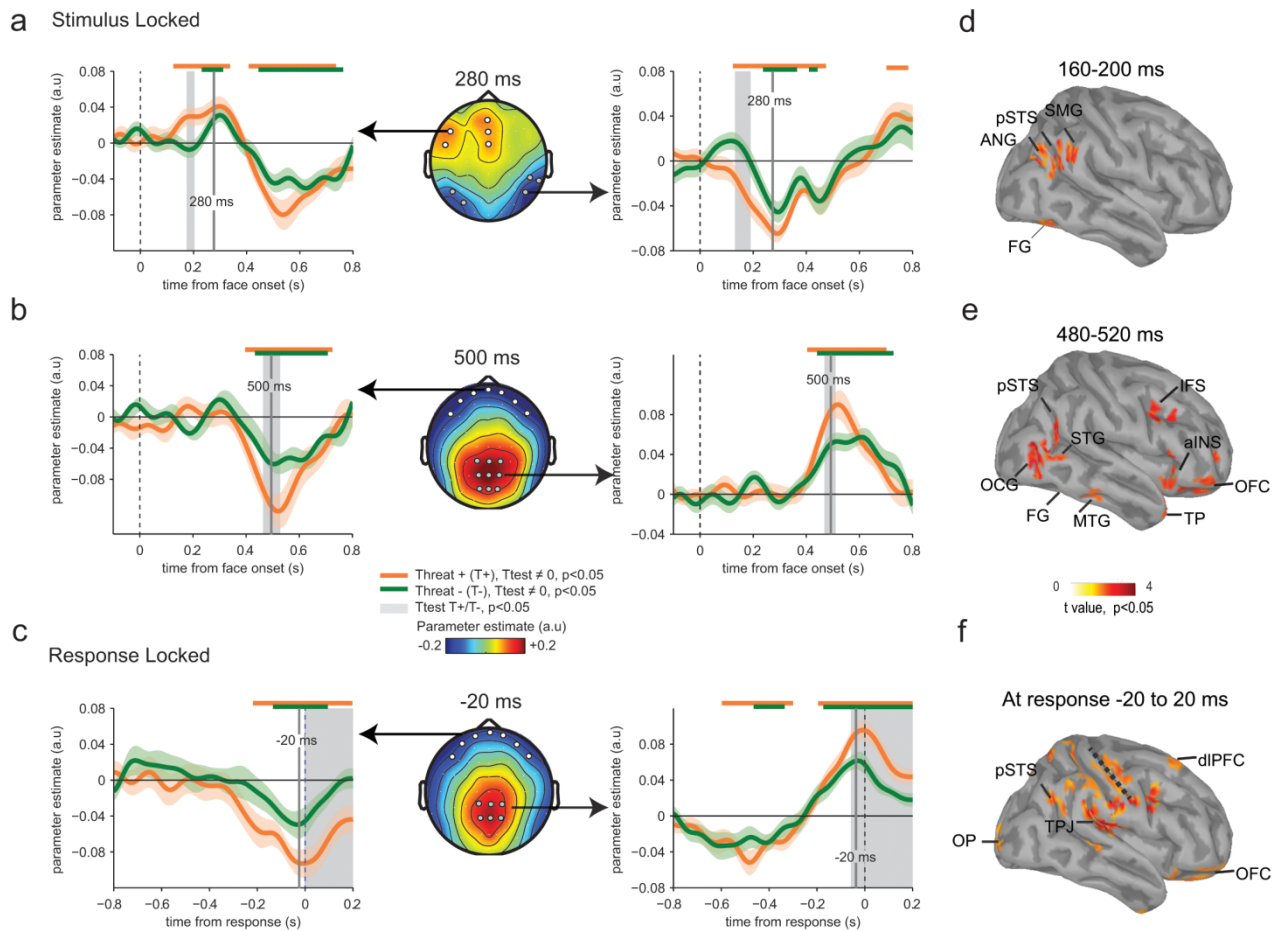 a
Stimulus Locked
0.08
0.04
0
−0.04
−0.08
parameter estimate (a.u)
280 ms
0 0.2 0.4 0.6 0.8
time from face onset (s)
280 ms
0.08
0.04
0
−0.04
−0.08
parameter estimate (a.u)
280 ms
0 0.2 0.4 0.6 0.8
time from face onset (s)
d
160-200 ms
pSTS
SMG
ANG
FG
b
0.08
0.04
0
−0.04
−0.08
parameter estimate (a.u)
500 ms
0 0.2 0.4 0.6 0.8
time from face onset (s)
500 ms
0.08
0.04
0
−0.04
parameter estimate (a.u)
500 ms
0 0.2 0.4 0.6 0.8
time from face onset (s)
e
480-520 ms
pSTS
IFS
STG
aINS
OCG
OFC
FG
MTG
TP
0 4
t value, p<0.05
Threat + (T+), Ttest ≠ 0, p<0.05
Threat - (T-), Ttest ≠ 0, p<0.05
Ttest T+/T-, p<0.05
Parameter estimate (a.u)
-0.2 +0.2
c
Response Locked
0.08
0.04
0
−0.04
−0.08
parameter estimate (a.u)
-20 ms
−0.8 −0.6 −0.4 −0.2 0 0.2
time from response (s)
-20 ms
0.08
0.04
0
−0.04
parameter estimate (a.u)
-20 ms
−0.8 −0.6 −0.4 −0.2 0 0.2
time from response (s)
f
At response -20 to 20 ms
pSTS
dlPFC
TPJ
OP
OFC